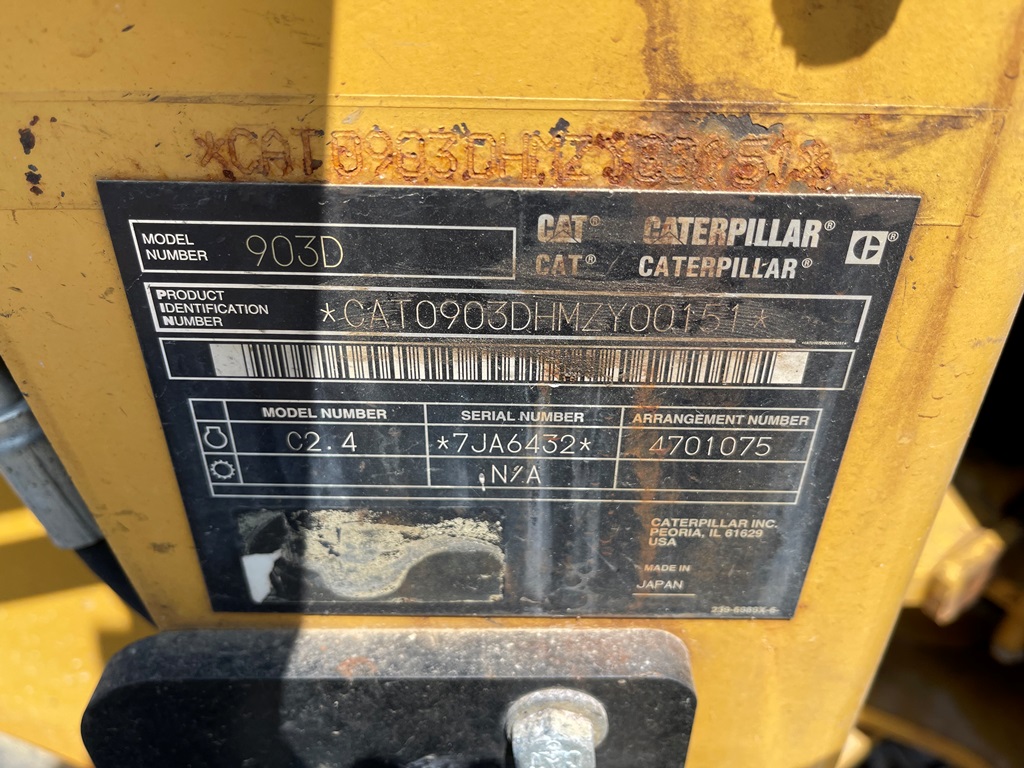 MODEL NUMBER 903D
CAT® CATERPILLAR® C®
CAT® CATERPILLAR®
PRODUCT IDENTIFICATION NUMBER *CAT0903DHMZY00151*
MODEL NUMBER SERIAL NUMBER ARRANGEMENT NUMBER
C2.4 *7JA6432* 4701075
N/A
CATERPILLAR INC.
PEORIA, IL 61629
USA
MADE IN
JAPAN